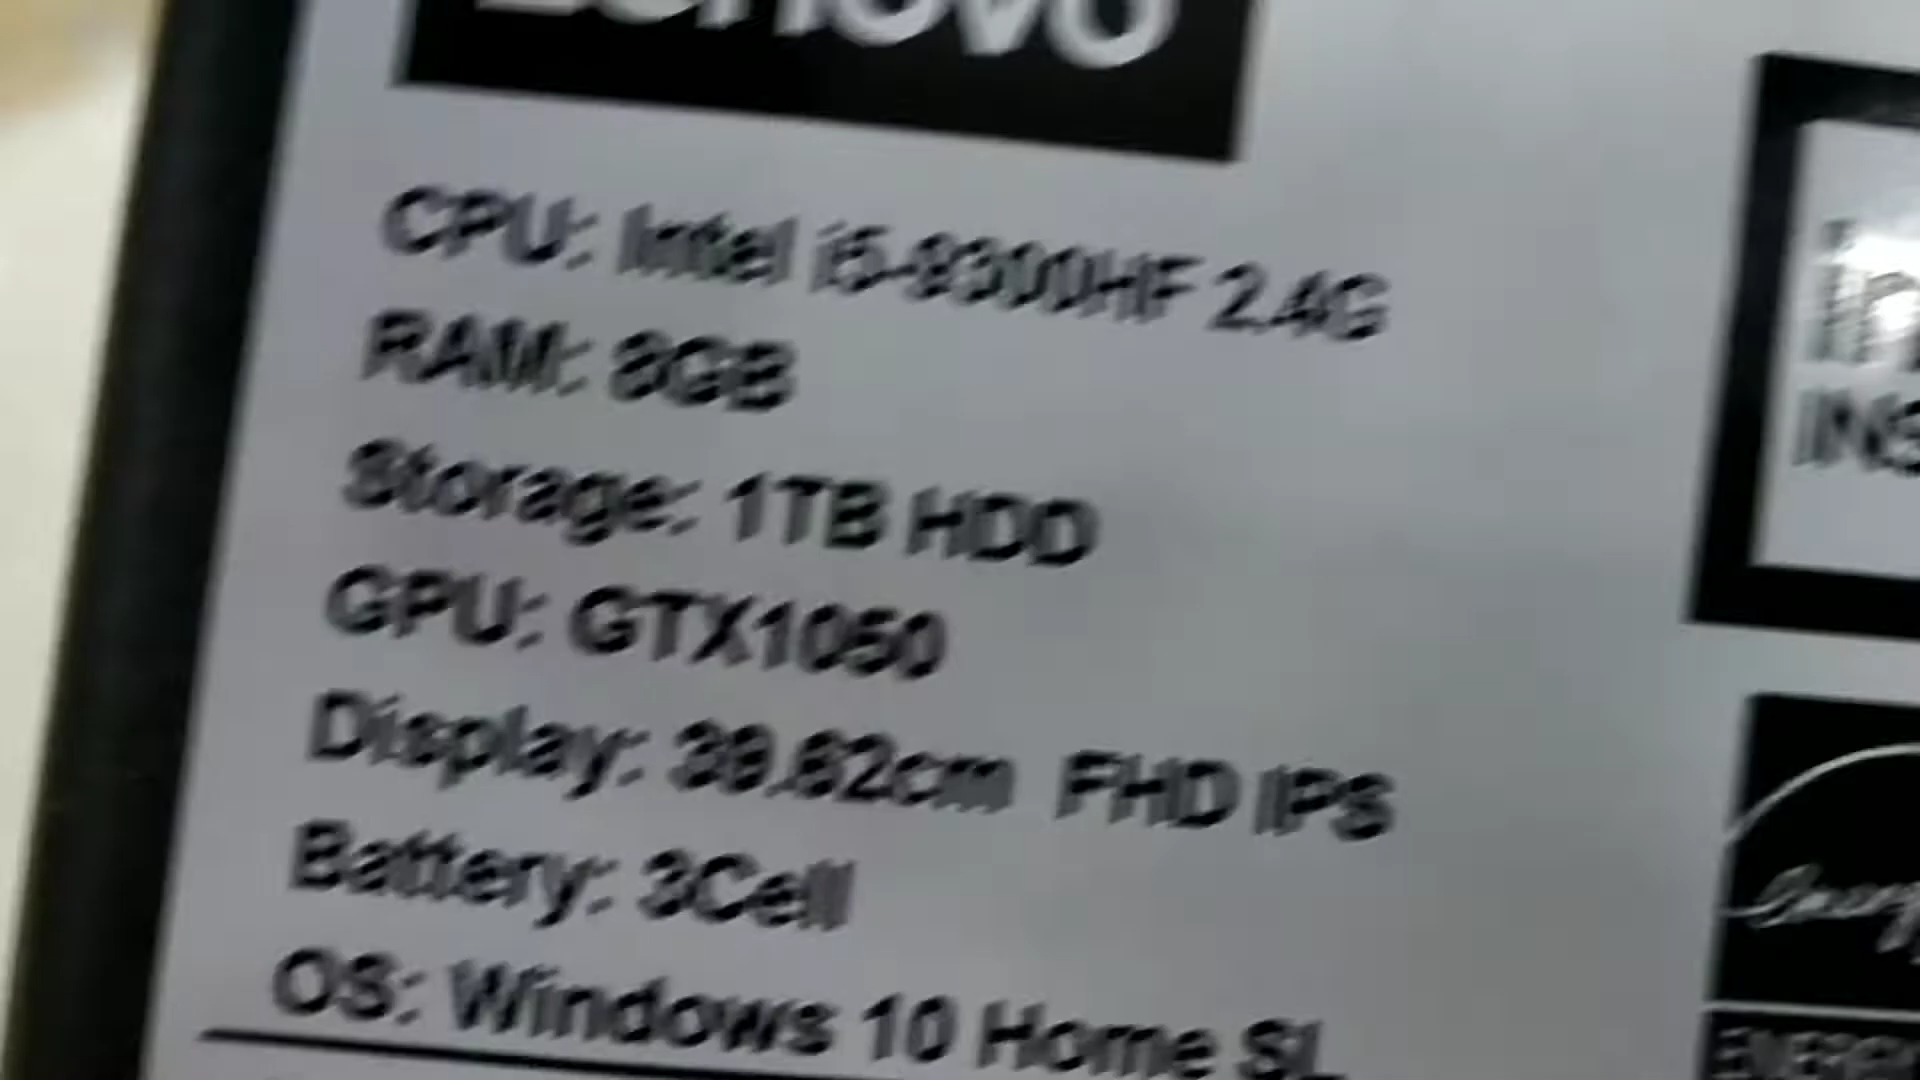 Lenovo
CPU: Intel i5-9300HF 2.4G
RAM: 8GB
Storage: 1TB HDD
GPU: GTX1050
Display: 39.62cm FHD IPS
Battery: 3Cell
OS: Windows 10 Home SL